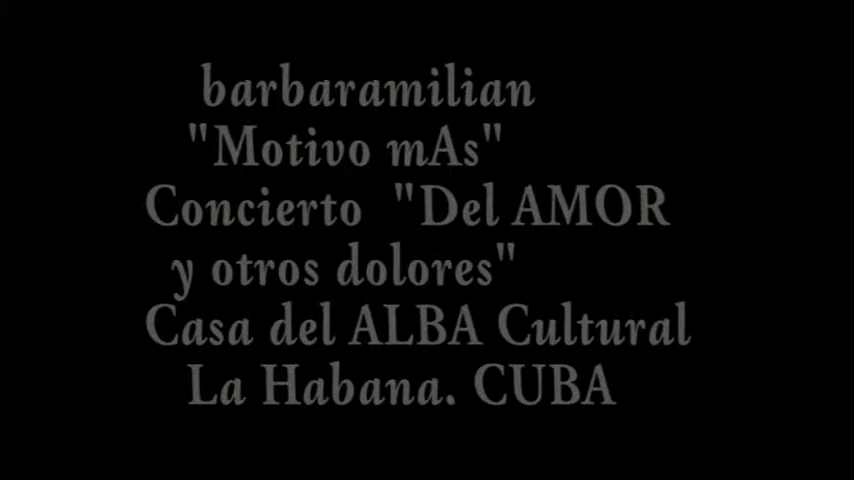 barbaramilian
"Motivo mAs"
Concierto "Del AMOR
y otros dolores"
Casa del ALBA Cultural
La Habana. CUBA